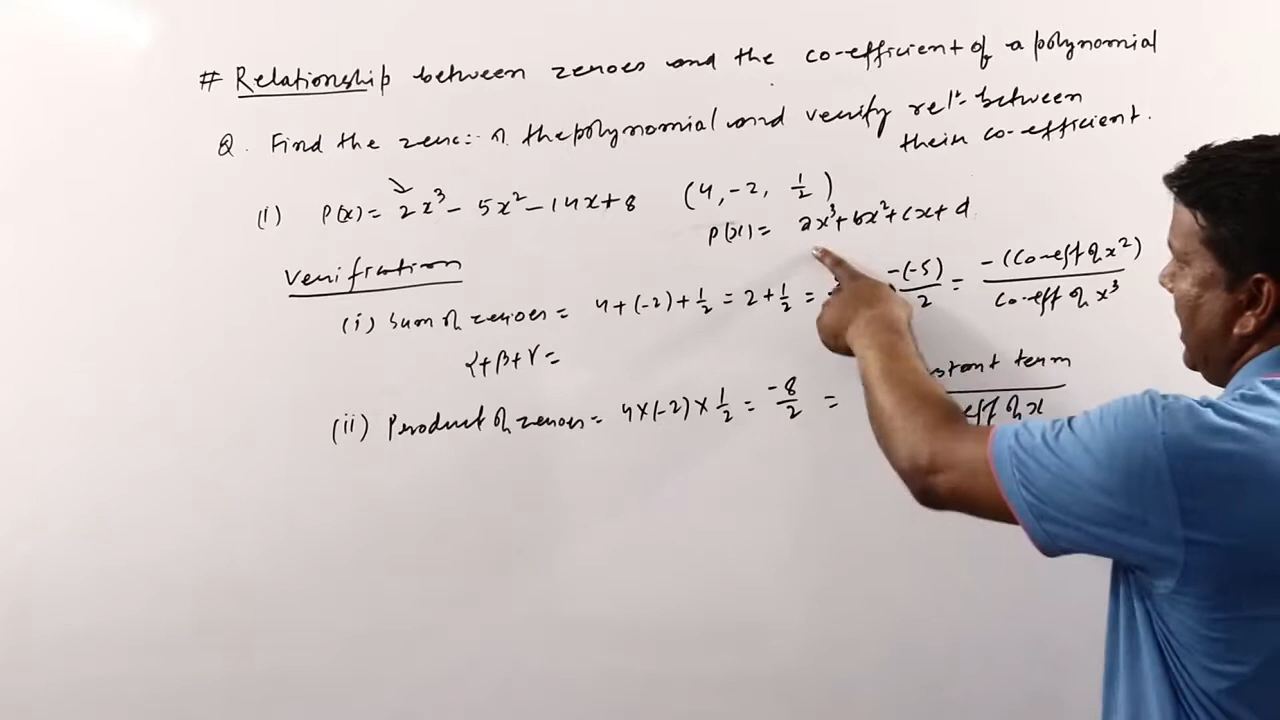 # Relationship between zeroes and the co-efficient of a polynomial
Q. Find the the polynomial and verify relⁿ between
their co-efficient.
(i) P(x) = 2x³ - 5x² - 14x + 8 (4, -2, 1/2)
P(x) = ax³ + bx² + cx + d
Verification
(i) Sum of zeroes = 4 + (-2) + 1/2 = 2 + 1/2 = -(-5)/2 = -(Co-eff of x²)/Co-eff of x³
α + β + γ =
(ii) Product of zeroes = 4 × (-2) × 1/2 = -8/2 = term/of x